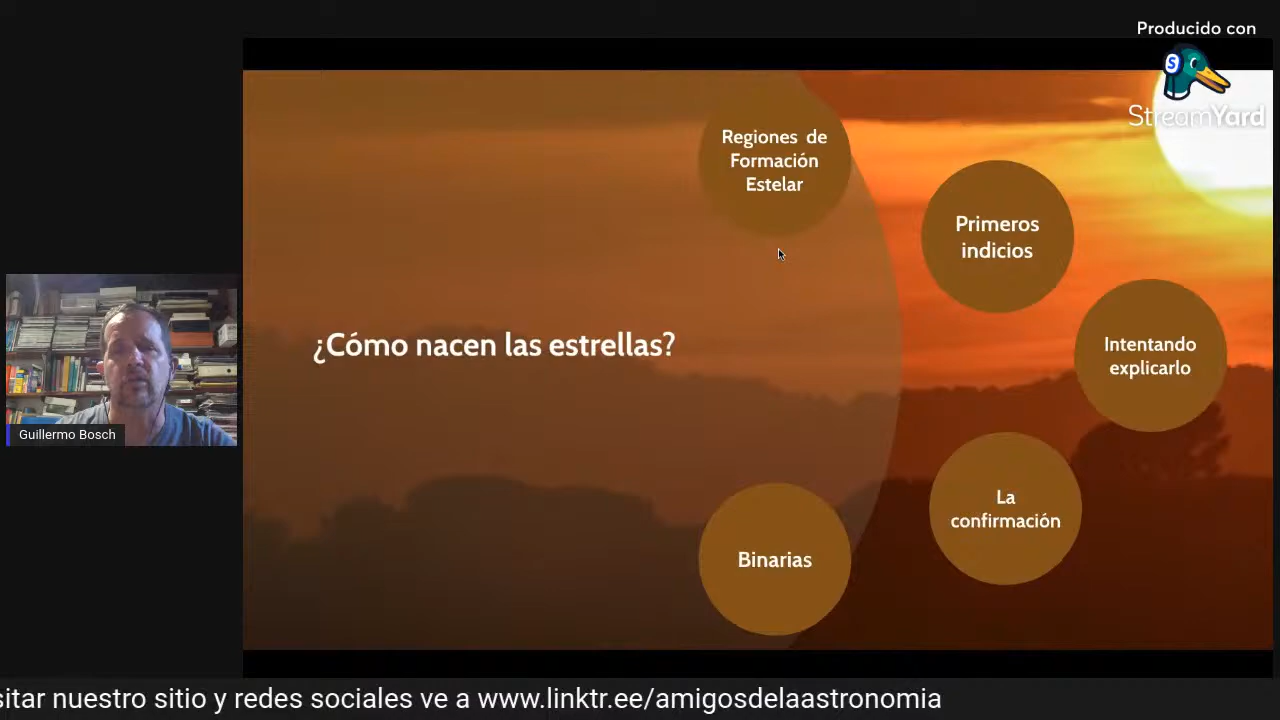 Producido con
StreamYard
Regiones de
Formación
Estelar
Primeros
indicios
¿Cómo nacen las estrellas?
Intentando
explicarlo
Guillermo Bosch
La
confirmación
Binarias
sitar nuestro sitio y redes sociales ve a www.linktr.ee/amigosdelaastronomia